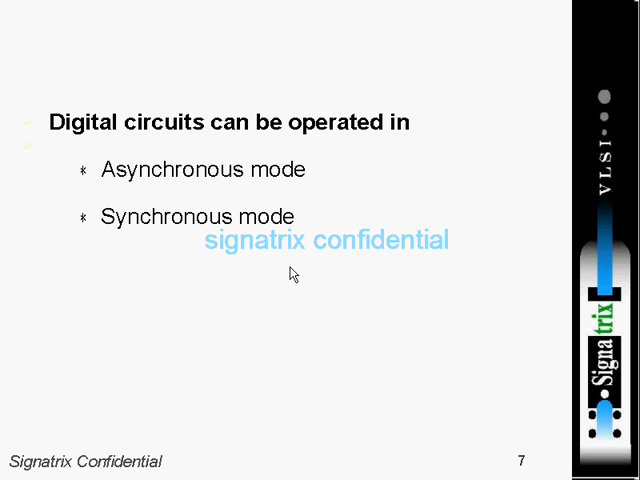 Digital circuits can be operated in
Asynchronous mode
Synchronous mode
signatrix confidential
Signatrix Confidential
7
VLSI
Signatrix